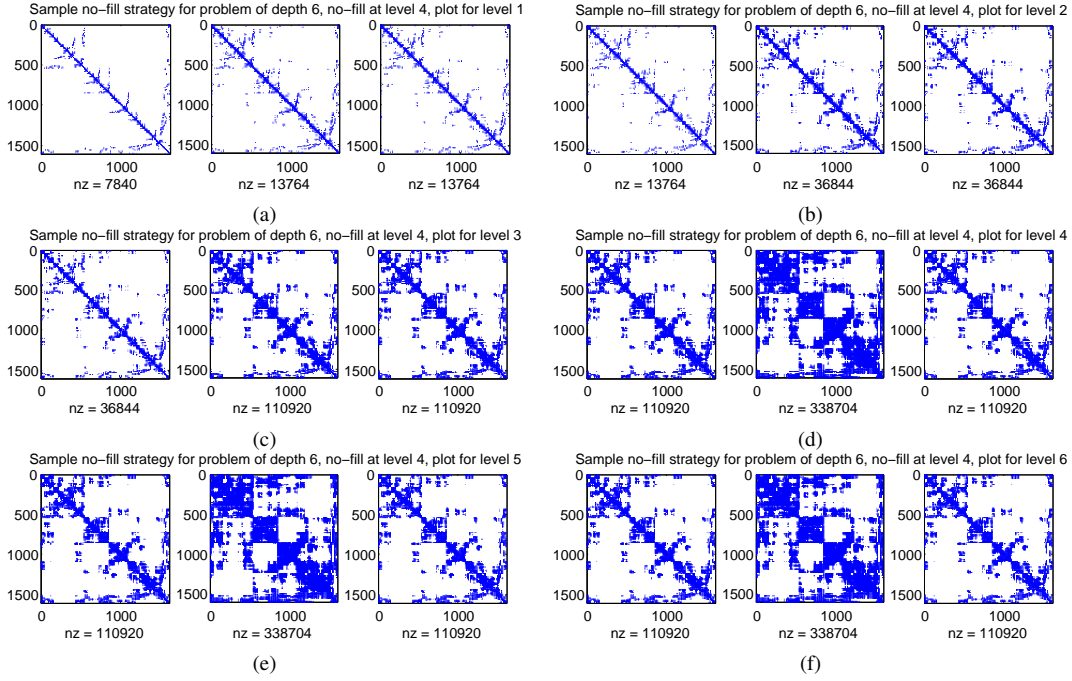 Sample no−fill strategy for problem of depth 6, no−fill at level 4, plot for level 1
0
500
1000
1500
0 1000
nz = 7840
0 1000
nz = 13764
0 1000
nz = 13764
(a)
Sample no−fill strategy for problem of depth 6, no−fill at level 4, plot for level 2
0
500
1000
1500
0 1000
nz = 13764
0 1000
nz = 36844
0 1000
nz = 36844
(b)
Sample no−fill strategy for problem of depth 6, no−fill at level 4, plot for level 3
0
500
1000
1500
0 1000
nz = 36844
0 1000
nz = 110920
0 1000
nz = 110920
(c)
Sample no−fill strategy for problem of depth 6, no−fill at level 4, plot for level 4
0
500
1000
1500
0 1000
nz = 110920
0 1000
nz = 338704
0 1000
nz = 110920
(d)
Sample no−fill strategy for problem of depth 6, no−fill at level 4, plot for level 5
0
500
1000
1500
0 1000
nz = 110920
0 1000
nz = 338704
0 1000
nz = 110920
(e)
Sample no−fill strategy for problem of depth 6, no−fill at level 4, plot for level 6
0
500
1000
1500
0 1000
nz = 110920
0 1000
nz = 338704
0 1000
nz = 110920
(f)